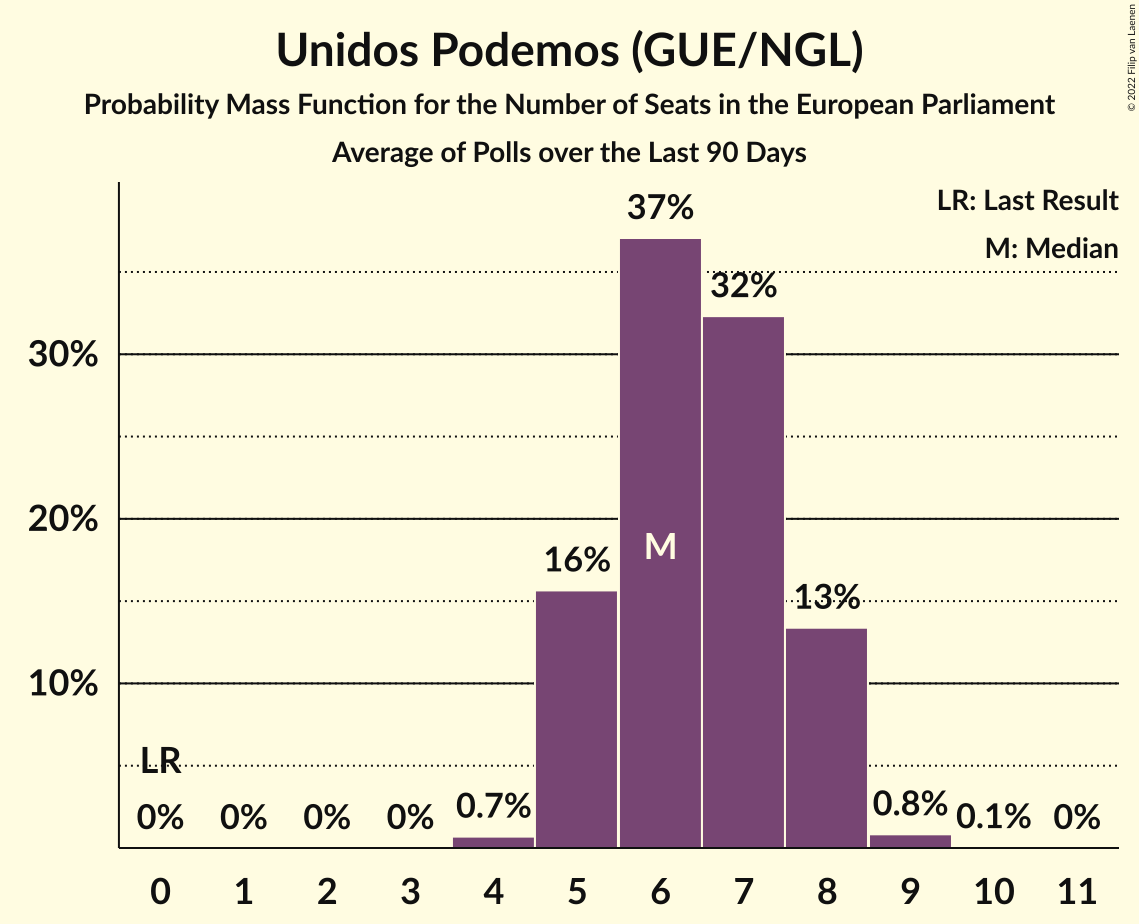 Unidos Podemos (GUE/NGL)
Probability Mass Function for the Number of Seats in the European Parliament
Average of Polls over the Last 90 Days
© 2022 Filip van Laenen
LR: Last Result
M: Median
37%
32%
30%
20%
16%
M
13%
10%
LR
0%
0%
0%
0%
0.7%
0.8%
0.1%
0%
0 1 2 3 4 5 6 7 8 9 10 11